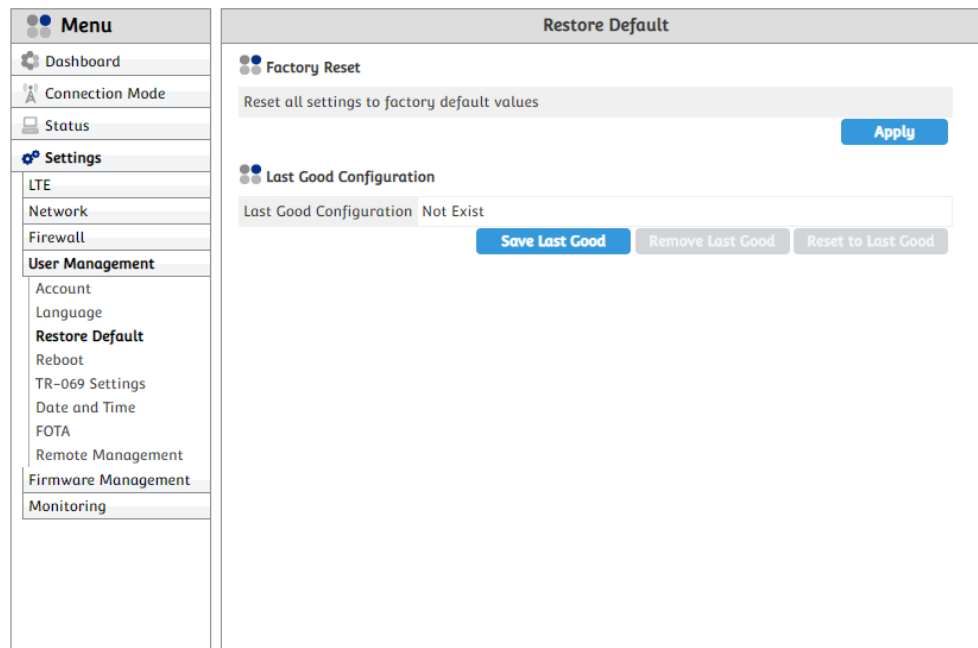 Menu
Dashboard
Connection Mode
Status
Settings
LTE
Network
Firewall
User Management
Account
Language
Restore Default
Reboot
TR-069 Settings
Date and Time
FOTA
Remote Management
Firmware Management
Monitoring
Restore Default
Factory Reset
Reset all settings to factory default values
Apply
Last Good Configuration
Last Good Configuration Not Exist
Save Last Good Remove Last Good Reset to Last Good